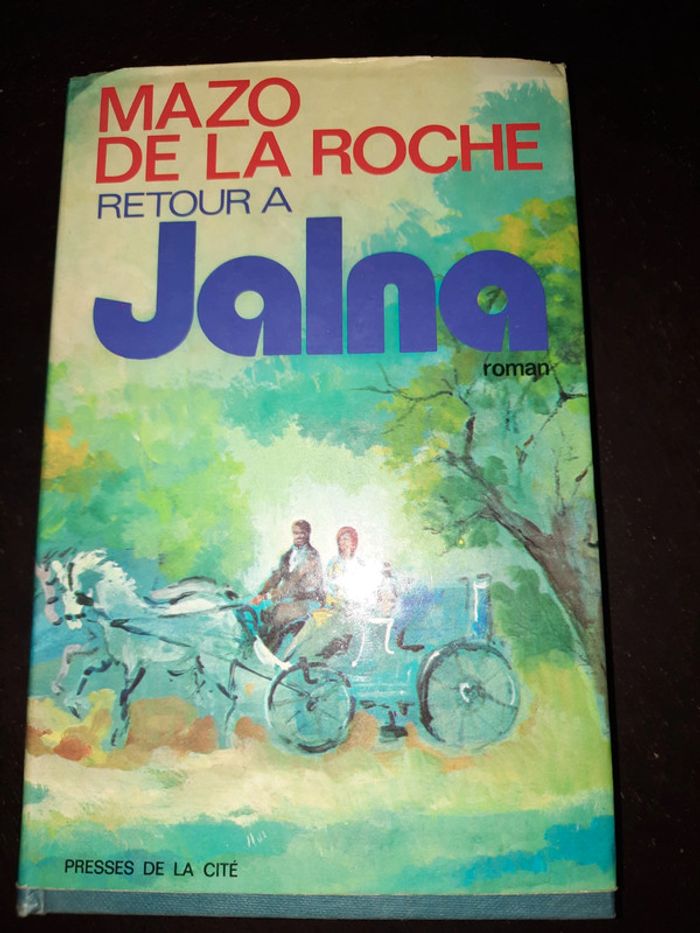 MAZO
DE LA ROCHE
RETOUR A
Jalna
roman
PRESSES DE LA CITÉ